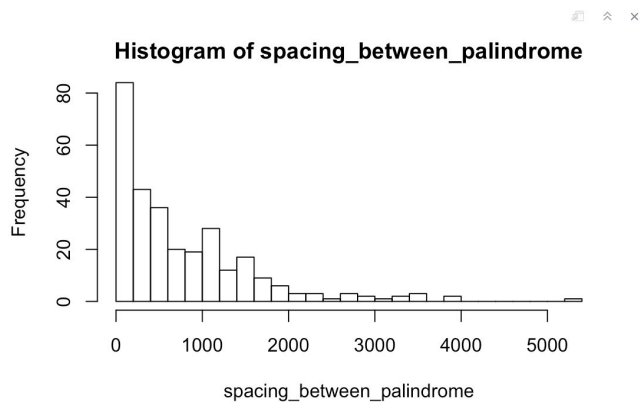 Histogram of spacing_between_palindrome
Frequency
80
60
40
20
0
0 1000 2000 3000 4000 5000
spacing_between_palindrome